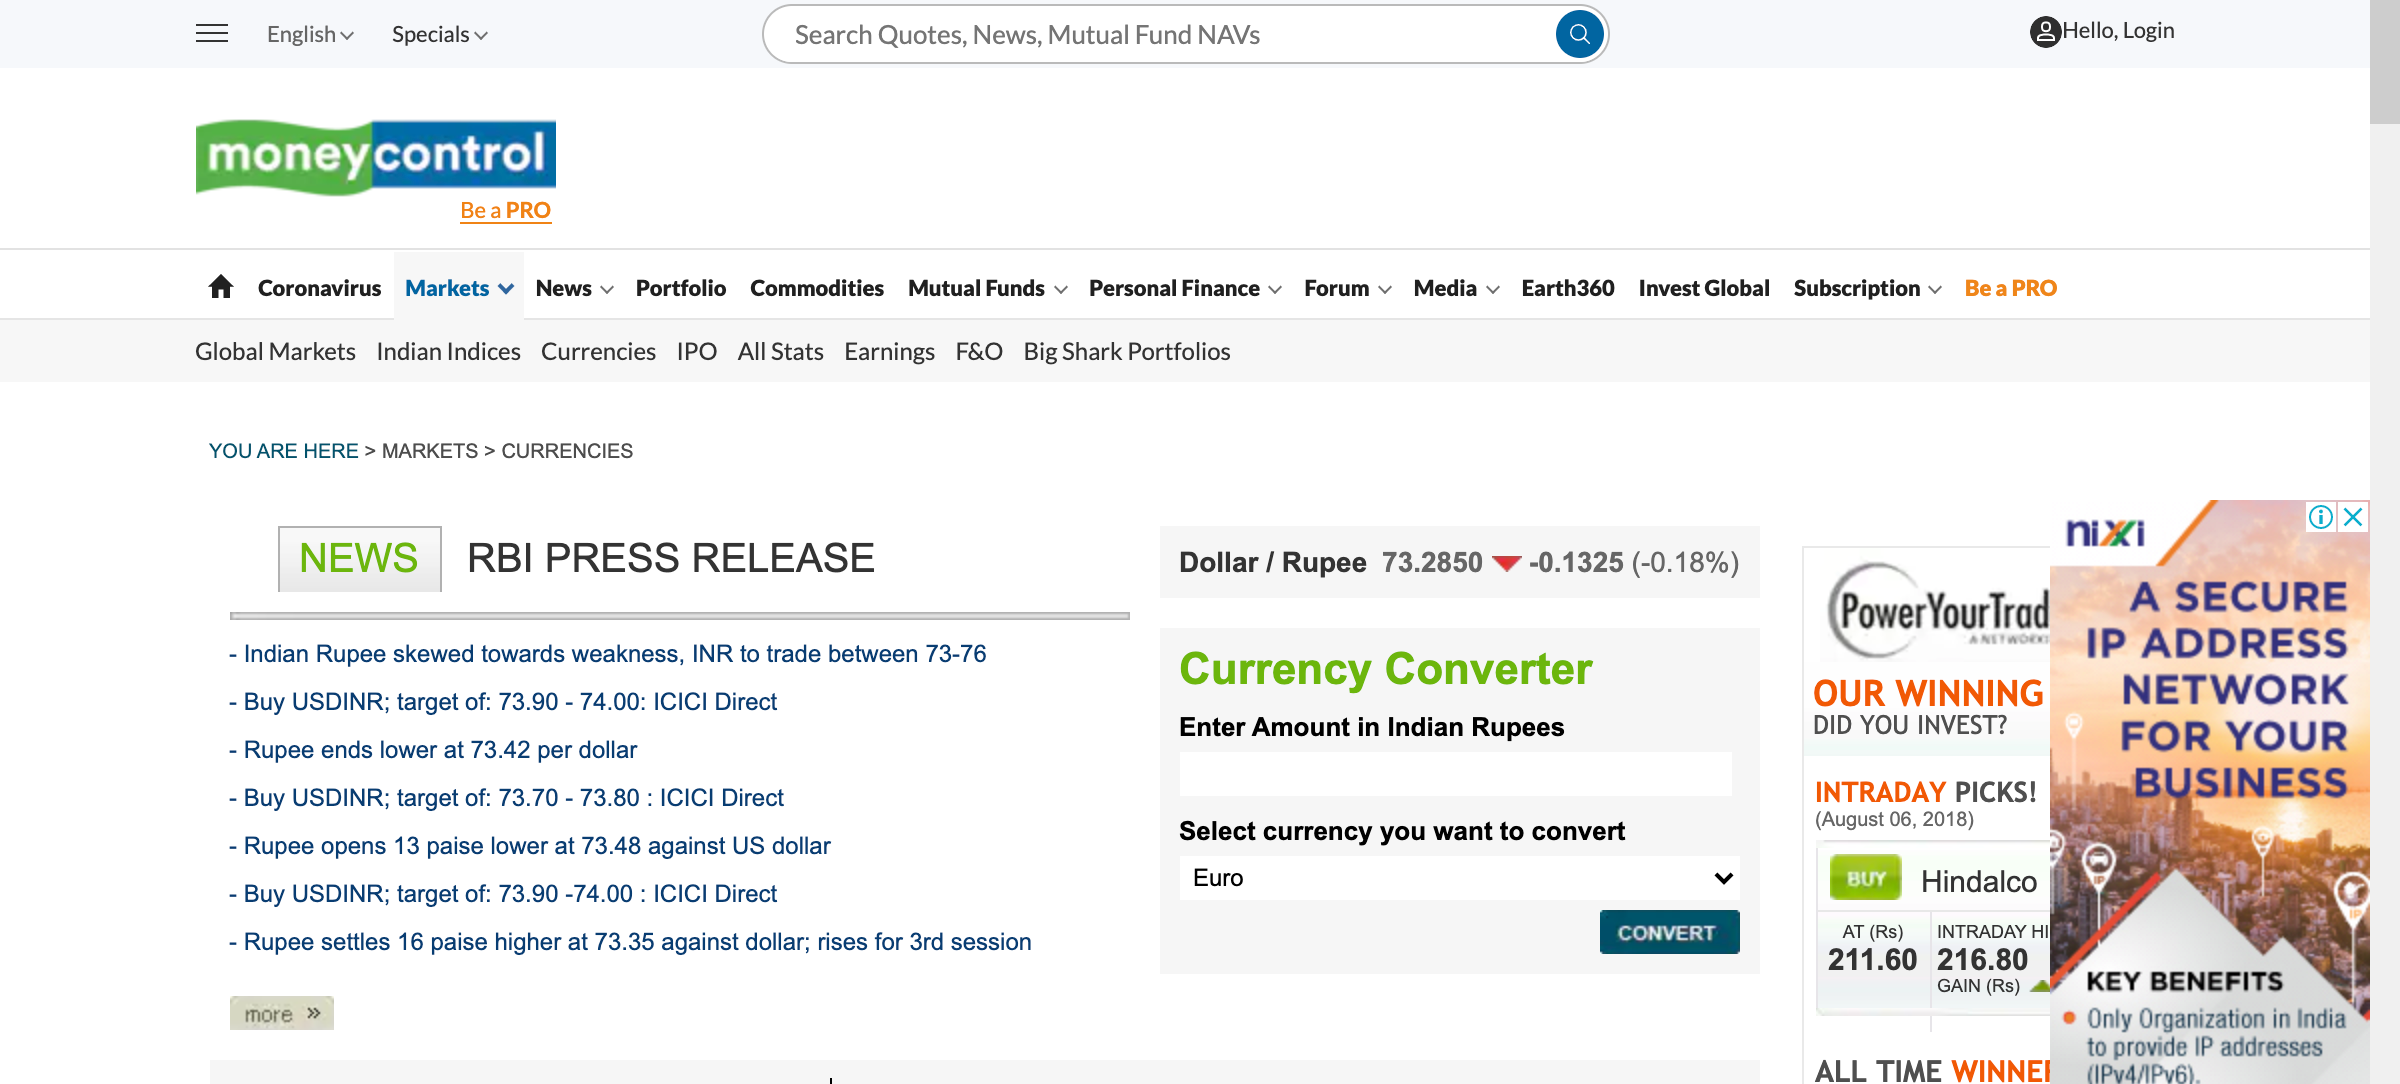 English
Specials
Search Quotes, News, Mutual Fund NAVs
Hello, Login
moneycontrol
Be a PRO
Coronavirus Markets News Portfolio Commodities Mutual Funds Personal Finance Forum Media Earth360 Invest Global Subscription Be a PRO
Global Markets Indian Indices Currencies IPO All Stats Earnings F&O Big Shark Portfolios
YOU ARE HERE > MARKETS > CURRENCIES
NEWS RBI PRESS RELEASE
- Indian Rupee skewed towards weakness, INR to trade between 73-76
- Buy USDINR; target of: 73.90 - 74.00: ICICI Direct
- Rupee ends lower at 73.42 per dollar
- Buy USDINR; target of: 73.70 - 73.80 : ICICI Direct
- Rupee opens 13 paise lower at 73.48 against US dollar
- Buy USDINR; target of: 73.90 -74.00 : ICICI Direct
- Rupee settles 16 paise higher at 73.35 against dollar; rises for 3rd session
more »
Dollar / Rupee 73.2850 -0.1325 (-0.18%)
Currency Converter
Enter Amount in Indian Rupees
Select currency you want to convert
Euro
CONVERT
PowerYourTrad
A NETWORK
OUR WINNING
DID YOU INVEST?
INTRADAY PICKS!
(August 06, 2018)
BUY Hindalco
AT (Rs)
211.60
INTRADAY HI
216.80
GAIN (Rs)
ALL TIME WINNER
nixi
A SECURE
IP ADDRESS
NETWORK
FOR YOUR
BUSINESS
KEY BENEFITS
Only Organization in India
to provide IP addresses
(IPv4/IPv6).